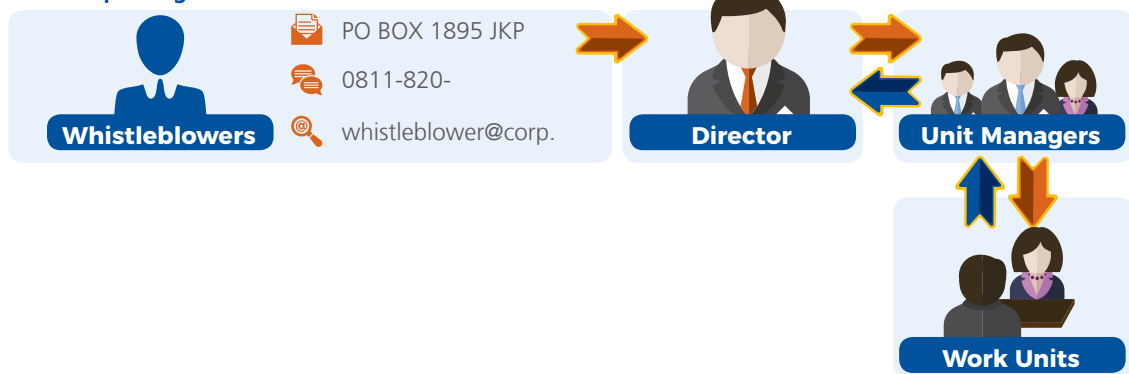 PO BOX 1895 JKP
0811-820-
whistleblower@corp.
Whistleblowers
Director
Unit Managers
Work Units